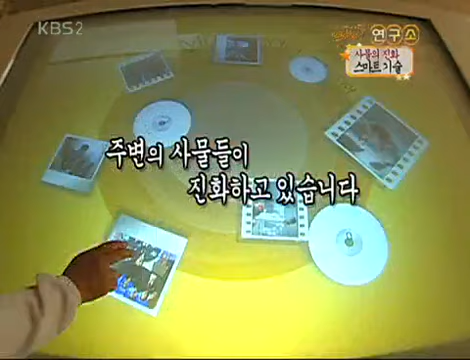 KBS2
연구소
사물의 진화
스마트 기술
주변의 사물들이
진화하고 있습니다